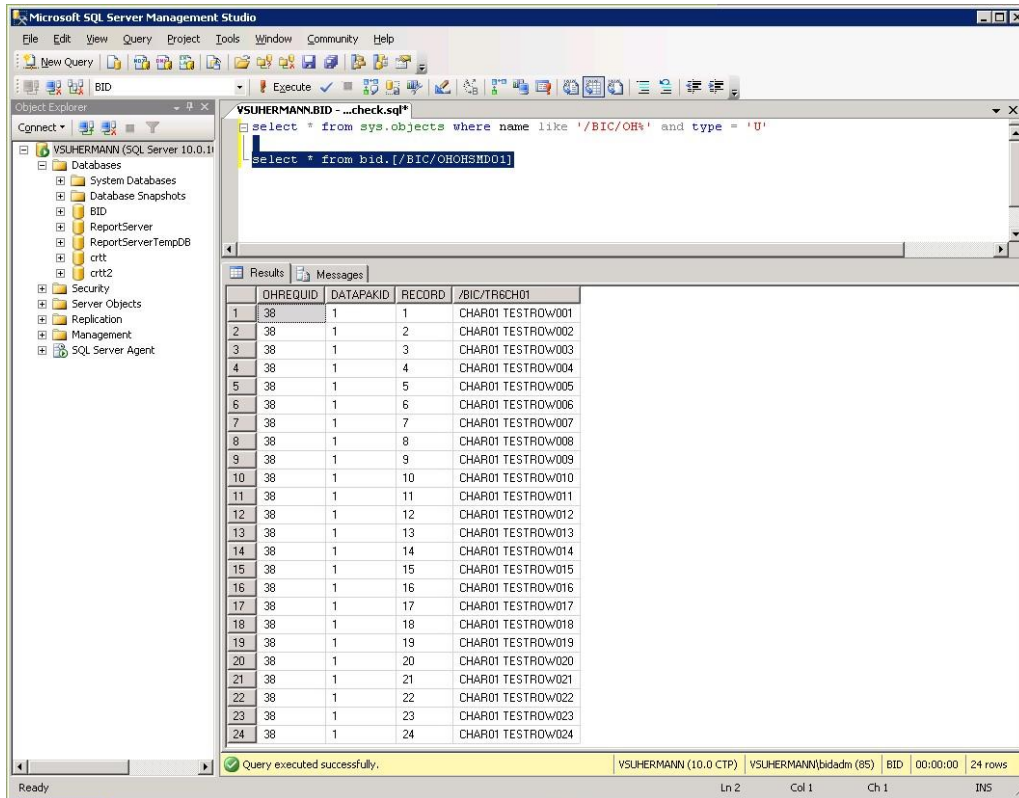 Microsoft SQL Server Management Studio
File Edit View Query Project Tools Window Community Help
New Query
BID Execute
Object Explorer
VSUHERMANN.BID - ...check.sql*
Connect
select * from sys.objects where name like '/BIC/OH%' and type = 'U'
VSUHERMANN (SQL Server 10.0.1
select * from bid.[/BIC/OHOHSMD01]
Databases
System Databases
Database Snapshots
BID
ReportServer
ReportServerTempDB
crtt
crtt2
Security
Server Objects
Replication
Management
SQL Server Agent
Results Messages
OHREQUID DATAPAKID RECORD /BIC/TR6CH01
1 38 1 1 CHAR01 TESTROW001
2 38 1 2 CHAR01 TESTROW002
3 38 1 3 CHAR01 TESTROW003
4 38 1 4 CHAR01 TESTROW004
5 38 1 5 CHAR01 TESTROW005
6 38 1 6 CHAR01 TESTROW006
7 38 1 7 CHAR01 TESTROW007
8 38 1 8 CHAR01 TESTROW008
9 38 1 9 CHAR01 TESTROW009
10 38 1 10 CHAR01 TESTROW010
11 38 1 11 CHAR01 TESTROW011
12 38 1 12 CHAR01 TESTROW012
13 38 1 13 CHAR01 TESTROW013
14 38 1 14 CHAR01 TESTROW014
15 38 1 15 CHAR01 TESTROW015
16 38 1 16 CHAR01 TESTROW016
17 38 1 17 CHAR01 TESTROW017
18 38 1 18 CHAR01 TESTROW018
19 38 1 19 CHAR01 TESTROW019
20 38 1 20 CHAR01 TESTROW020
21 38 1 21 CHAR01 TESTROW021
22 38 1 22 CHAR01 TESTROW022
23 38 1 23 CHAR01 TESTROW023
24 38 1 24 CHAR01 TESTROW024
Query executed successfully. VSUHERMANN (10.0 CTP) VSUHERMANN\bidadm (85) BID 00:00:00 24 rows
Ready Ln 2 Col 1 Ch 1 INS